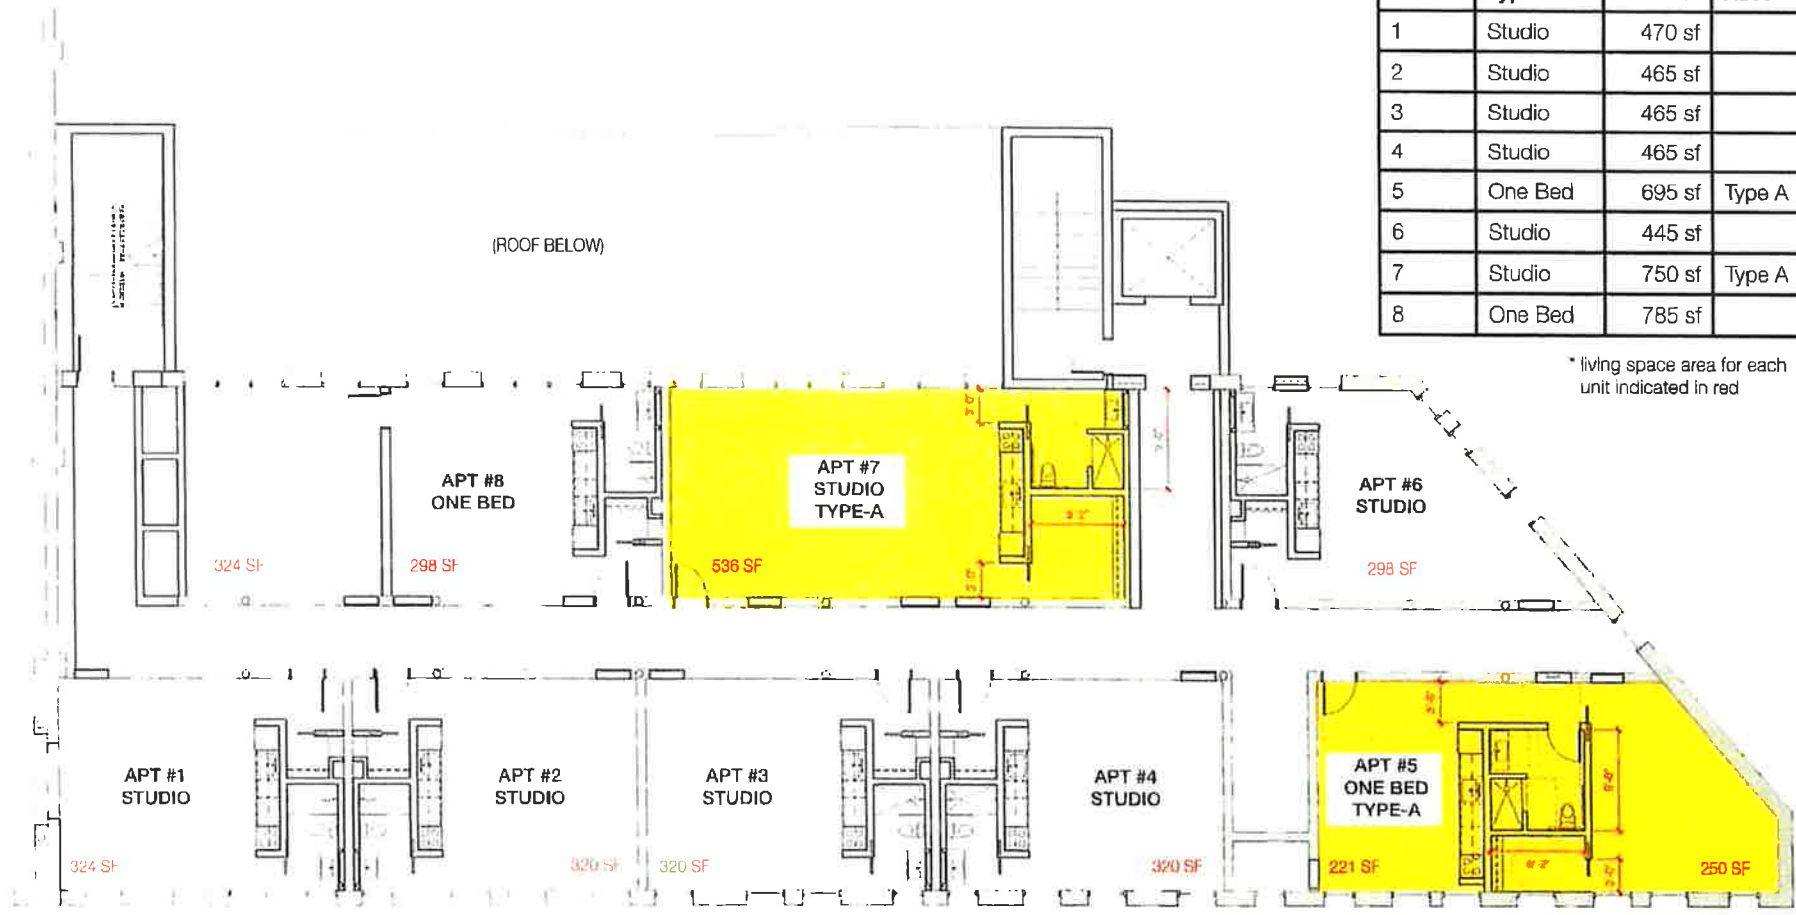 1 Studio 470 sf
2 Studio 465 sf
3 Studio 465 sf
4 Studio 465 sf
5 One Bed 695 sf Type A
6 Studio 445 sf
7 Studio 750 sf Type A
8 One Bed 785 sf
* living space area for each
unit indicated in red
(ROOF BELOW)
APT #8
ONE BED
324 SF
298 SF
APT #7
STUDIO
TYPE-A
536 SF
3'-0"
3'-0"
APT #6
STUDIO
298 SF
APT #1
STUDIO
324 SF
APT #2
STUDIO
320 SF
APT #3
STUDIO
320 SF
APT #4
STUDIO
320 SF
APT #5
ONE BED
TYPE-A
221 SF
250 SF